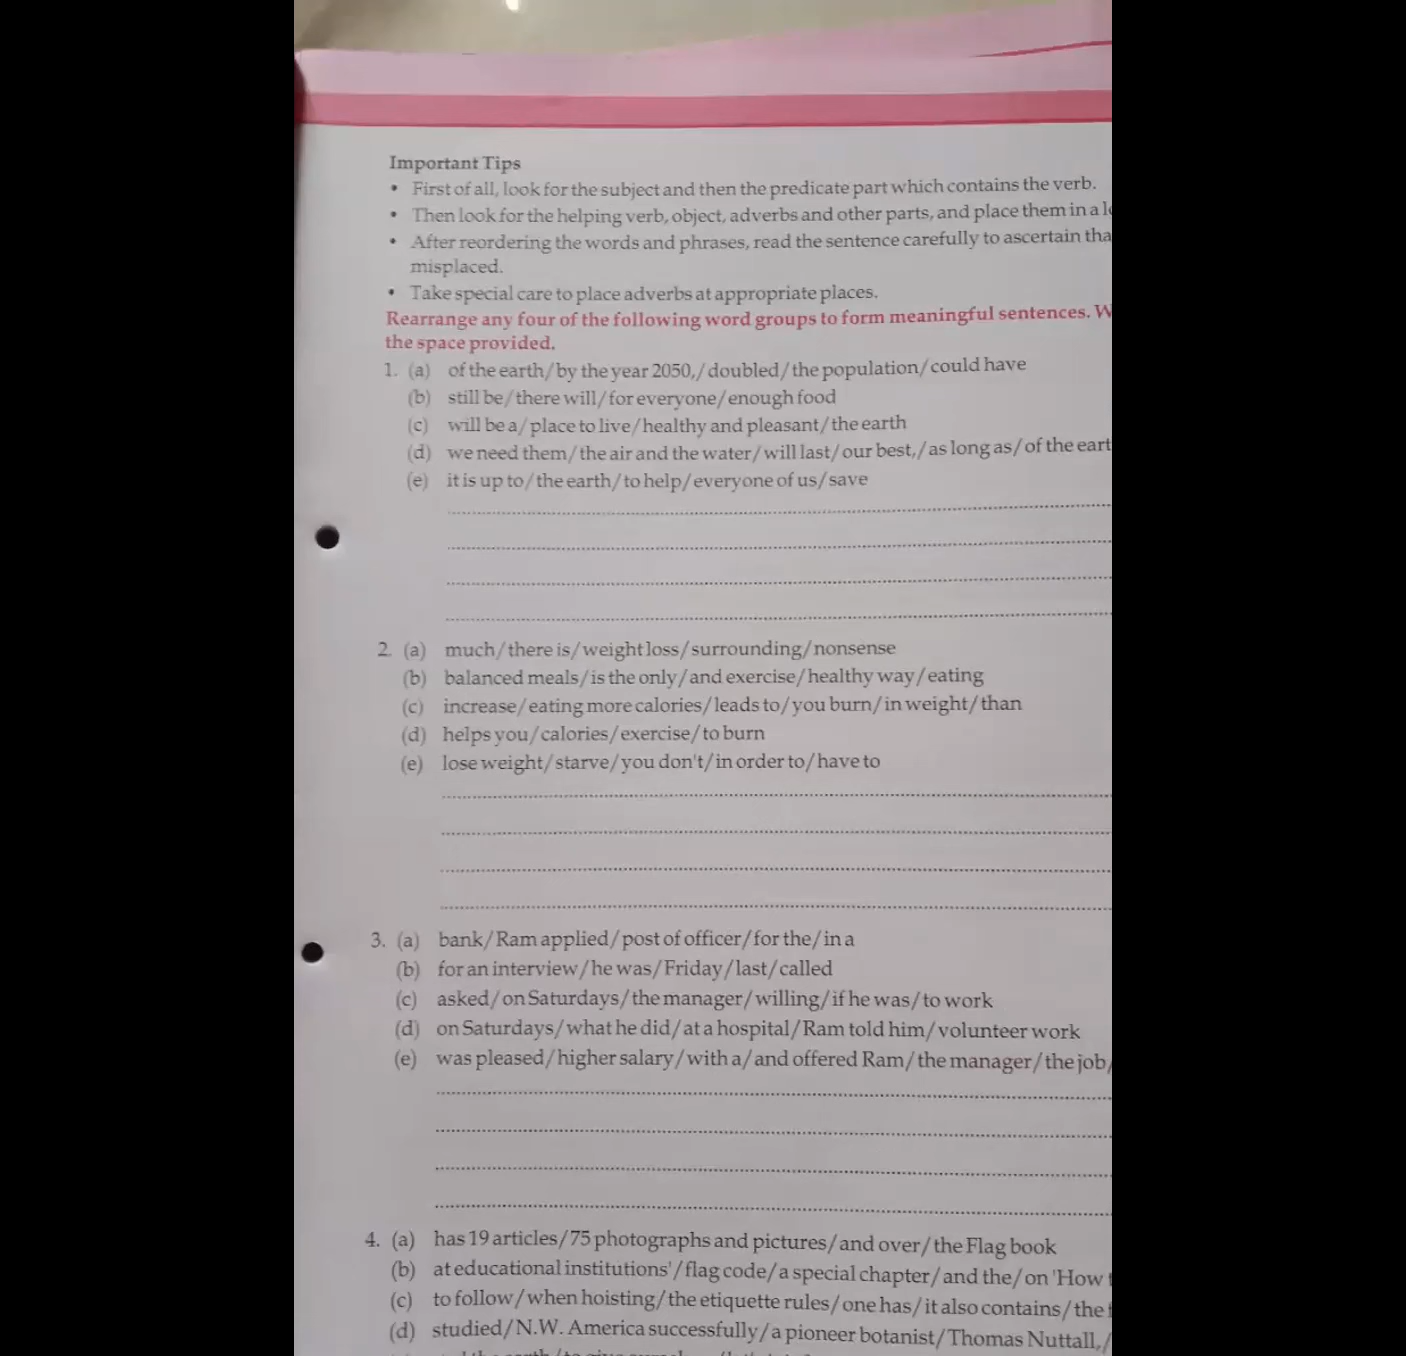 Important Tips
• First of all, look for the subject and then the predicate part which contains the verb.
• Then look for the helping verb, object, adverbs and other parts, and place them in a
• After reordering the words and phrases, read the sentence carefully to ascertain
misplaced.
• Take special care to place adverbs at appropriate places.
Rearrange any four of the following word groups to form meaningful sentences.
the space provided.
1. (a) of the earth/by the year 2050,/doubled/the population/could have
(b) still be/there will/for everyone/enough food
(c) will be a/place to live/healthy and pleasant/the earth
(d) we need them/the air and the water/will last/our best,/as long as/of the
(e) it is up to/the earth/to help/everyone of us/save
2. (a) much/there is/weight loss/surrounding/nonsense
(b) balanced meals/is the only/and exercise/healthy way/eating
(c) increase/eating more calories/leads to/you burn/in weight/than
(d) helps you/calories/exercise/to burn
(e) lose weight/starve/you don't/in order to/have to
3. (a) bank/Ram applied/post of officer/for the/in a
(b) for an interview/he was/Friday/last/called
(c) asked/on Saturdays/the manager/willing/if he was/to work
(d) on Saturdays/what he did/at a hospital/Ram told him/volunteer work
(e) was pleased/higher salary/with a/and offered Ram/the manager/the job/
4. (a) has 19 articles/75 photographs and pictures/and over/the Flag book
(b) at educational institutions'/flag code/a special chapter/and the/on 'How
(c) to follow/when hoisting/the etiquette rules/one has/it also contains/the
(d) studied/N.W. America successfully/a pioneer botanist/Thomas Nuttall,/